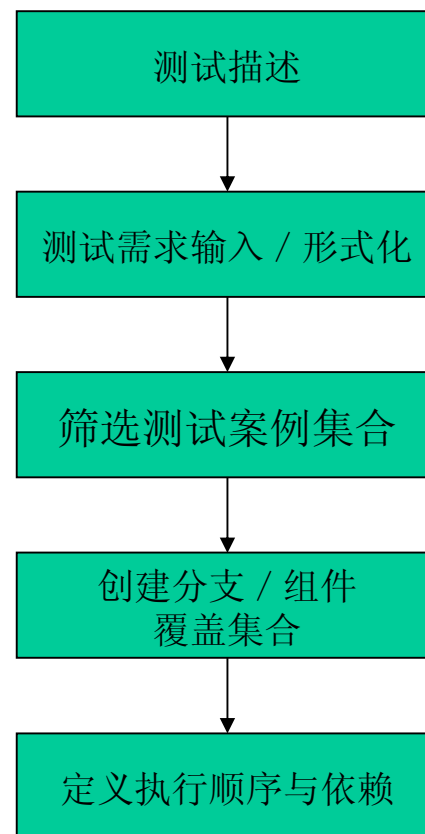 测试描述
测试需求输入 / 形式化
筛选测试案例集合
创建分支 / 组件
覆盖集合
定义执行顺序与依赖